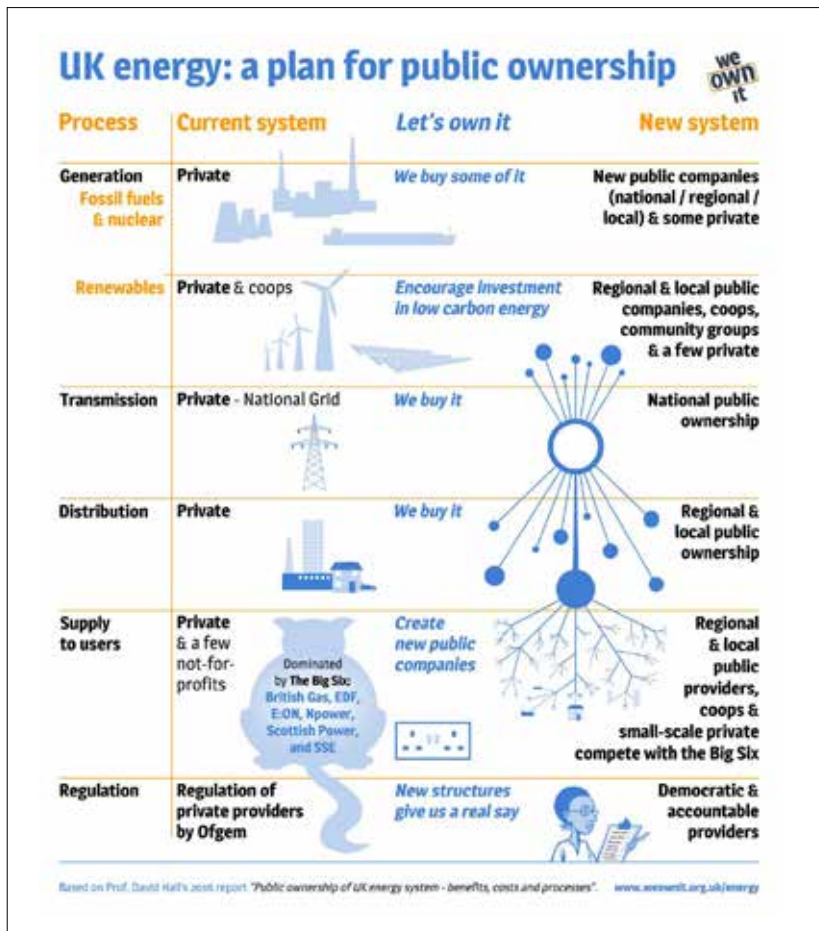 UK energy: a plan for public ownership
we
own
it
Process
Current system
Let's own it
New system
Generation
Fossil fuels
& nuclear
Private
We buy some of it
New public companies
(national / regional /
local) & some private
Renewables
Private & coops
Encourage investment
in low carbon energy
Regional & local public
companies, coops,
community groups
& a few private
Transmission
Private - National Grid
We buy it
National public
ownership
Distribution
Private
We buy it
Regional &
local public
ownership
Supply
to users
Private
& a few
not-for-
profits
Dominated
by The Big Six:
British Gas, EDF,
E:ON, Npower,
Scottish Power,
and SSE
Create
new public
companies
Regional
& local
public
providers,
coops &
small-scale private
compete with the Big Six
Regulation
Regulation of
private providers
by Ofgem
New structures
give us a real say
Democratic &
accountable
providers
Based on Prof. David Hall's 2016 report "Public ownership of UK energy system - benefits, costs and processes". www.weownit.org.uk/energy